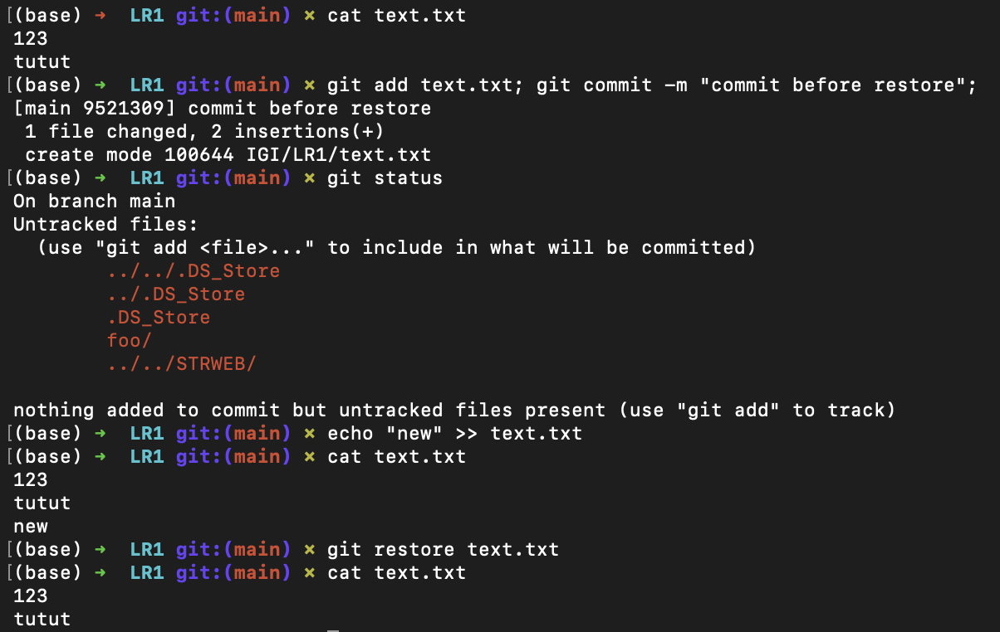 [(base) ➜  LR1 git:(main) ✗ cat text.txt
123
tutut
[(base) ➜  LR1 git:(main) ✗ git add text.txt; git commit -m "commit before restore";
[main 9521309] commit before restore
 1 file changed, 2 insertions(+)
 create mode 100644 IGI/LR1/text.txt
[(base) ➜  LR1 git:(main) ✗ git status
On branch main
Untracked files:
  (use "git add <file>..." to include in what will be committed)
        ../../.DS_Store
        ../.DS_Store
        .DS_Store
        foo/
        ../../STRWEB/

nothing added to commit but untracked files present (use "git add" to track)
[(base) ➜  LR1 git:(main) ✗ echo "new" >> text.txt
[(base) ➜  LR1 git:(main) ✗ cat text.txt
123
tutut
new
[(base) ➜  LR1 git:(main) ✗ git restore text.txt
[(base) ➜  LR1 git:(main) ✗ cat text.txt
123
tutut